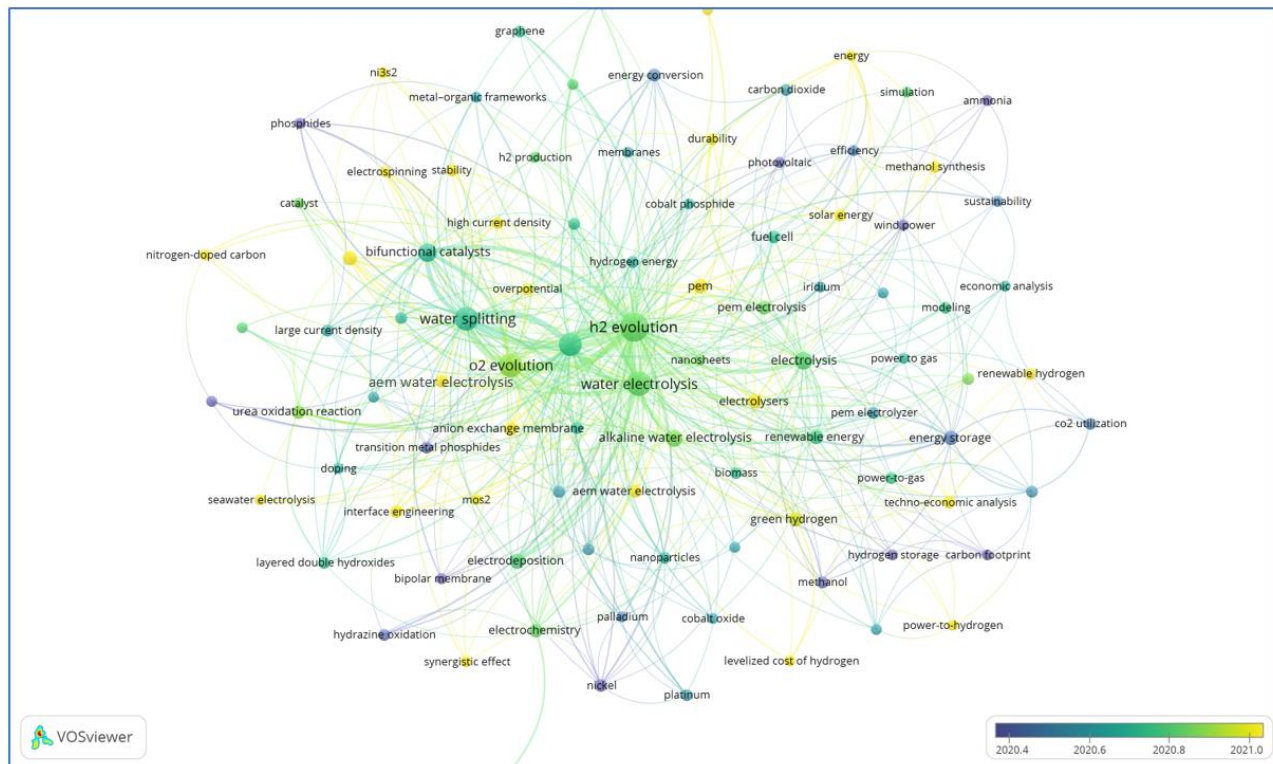 graphene
energy
ni3s2
energy conversion
carbon dioxide
simulation
metal–organic frameworks
ammonia
phosphides
durability
h2 production
membranes
photovoltaic
efficiency
electrospinning
stability
methanol synthesis
catalyst
cobalt phosphide
sustainability
high current density
solar energy
wind power
fuel cell
nitrogen-doped carbon
bifunctional catalysts
hydrogen energy
overpotential
pem
iridium
economic analysis
pem electrolysis
modeling
large current density
water splitting
h2 evolution
o2 evolution
nanosheets
electrolysis
power to gas
renewable hydrogen
aem water electrolysis
water electrolysis
urea oxidation reaction
electrolysers
pem electrolyzer
co2 utilization
anion exchange membrane
alkaline water electrolysis
renewable energy
energy storage
transition metal phosphides
doping
biomass
power-to-gas
seawater electrolysis
mos2
aem water electrolysis
techno-economic analysis
interface engineering
green hydrogen
layered double hydroxides
electrodeposition
nanoparticles
hydrogen storage
carbon footprint
bipolar membrane
methanol
hydrazine oxidation
electrochemistry
palladium
cobalt oxide
power-to-hydrogen
synergistic effect
levelized cost of hydrogen
nickel
platinum
VOSviewer
2020.4 2020.6 2020.8 2021.0